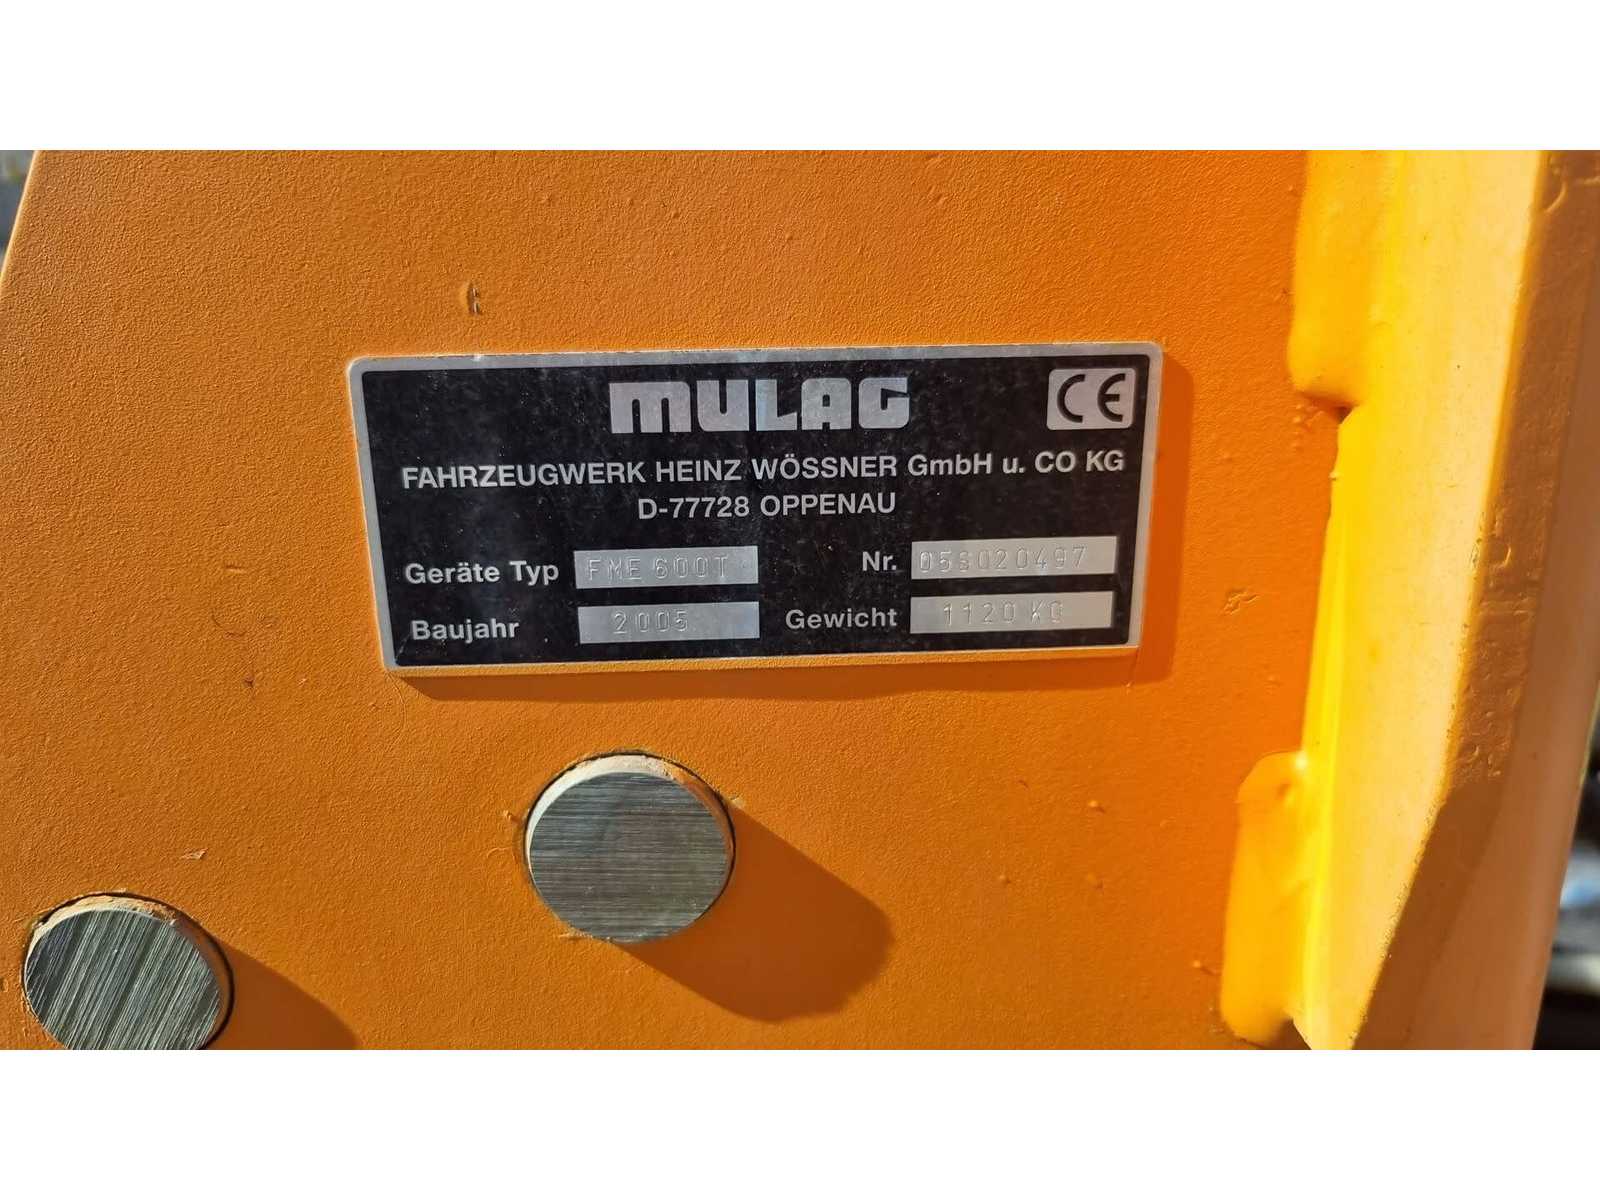 MULAG
CE
FAHRZEUGWERK HEINZ WÖSSNER GmbH u. CO KG
D-77728 OPPENAU
Geräte Typ FME 600T Nr. 05S020497
Baujahr 2005 Gewicht 1120 KG